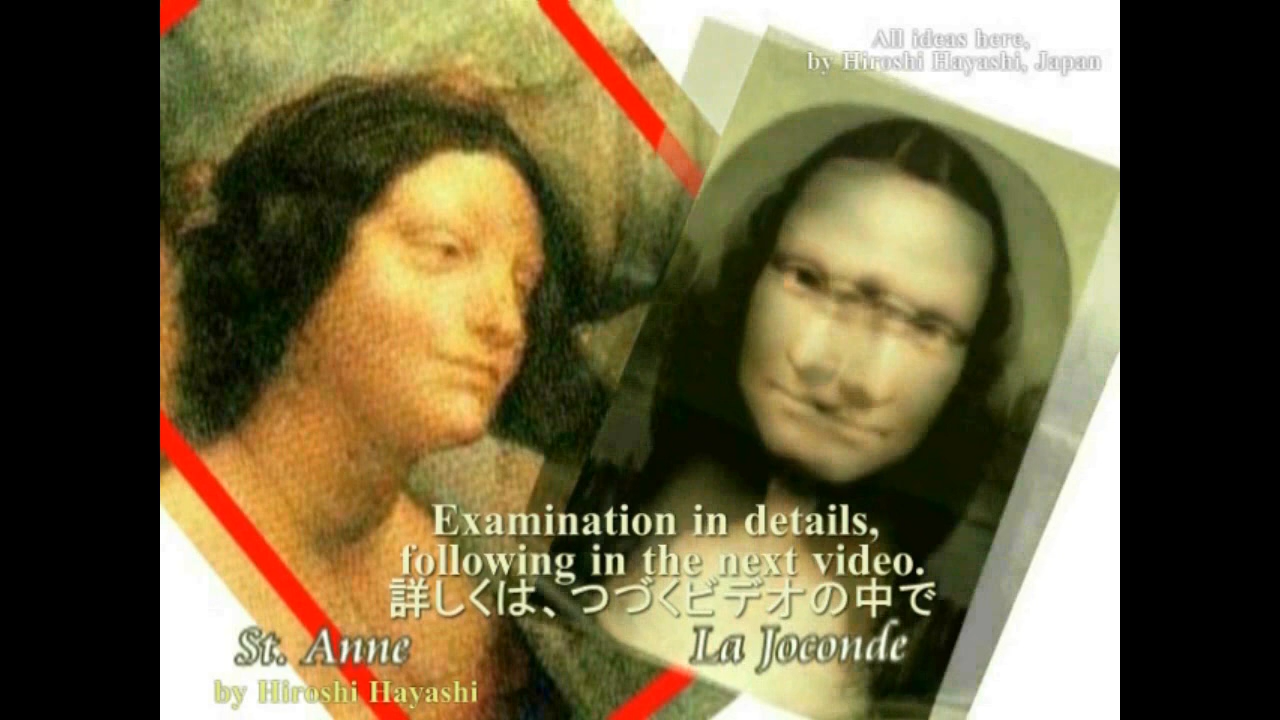 All ideas here,
by Hiroshi Hayashi, Japan
Examination in details,
following in the next video.
詳しくは、つづくビデオの中で
St. Anne
La Joconde
by Hiroshi Hayashi